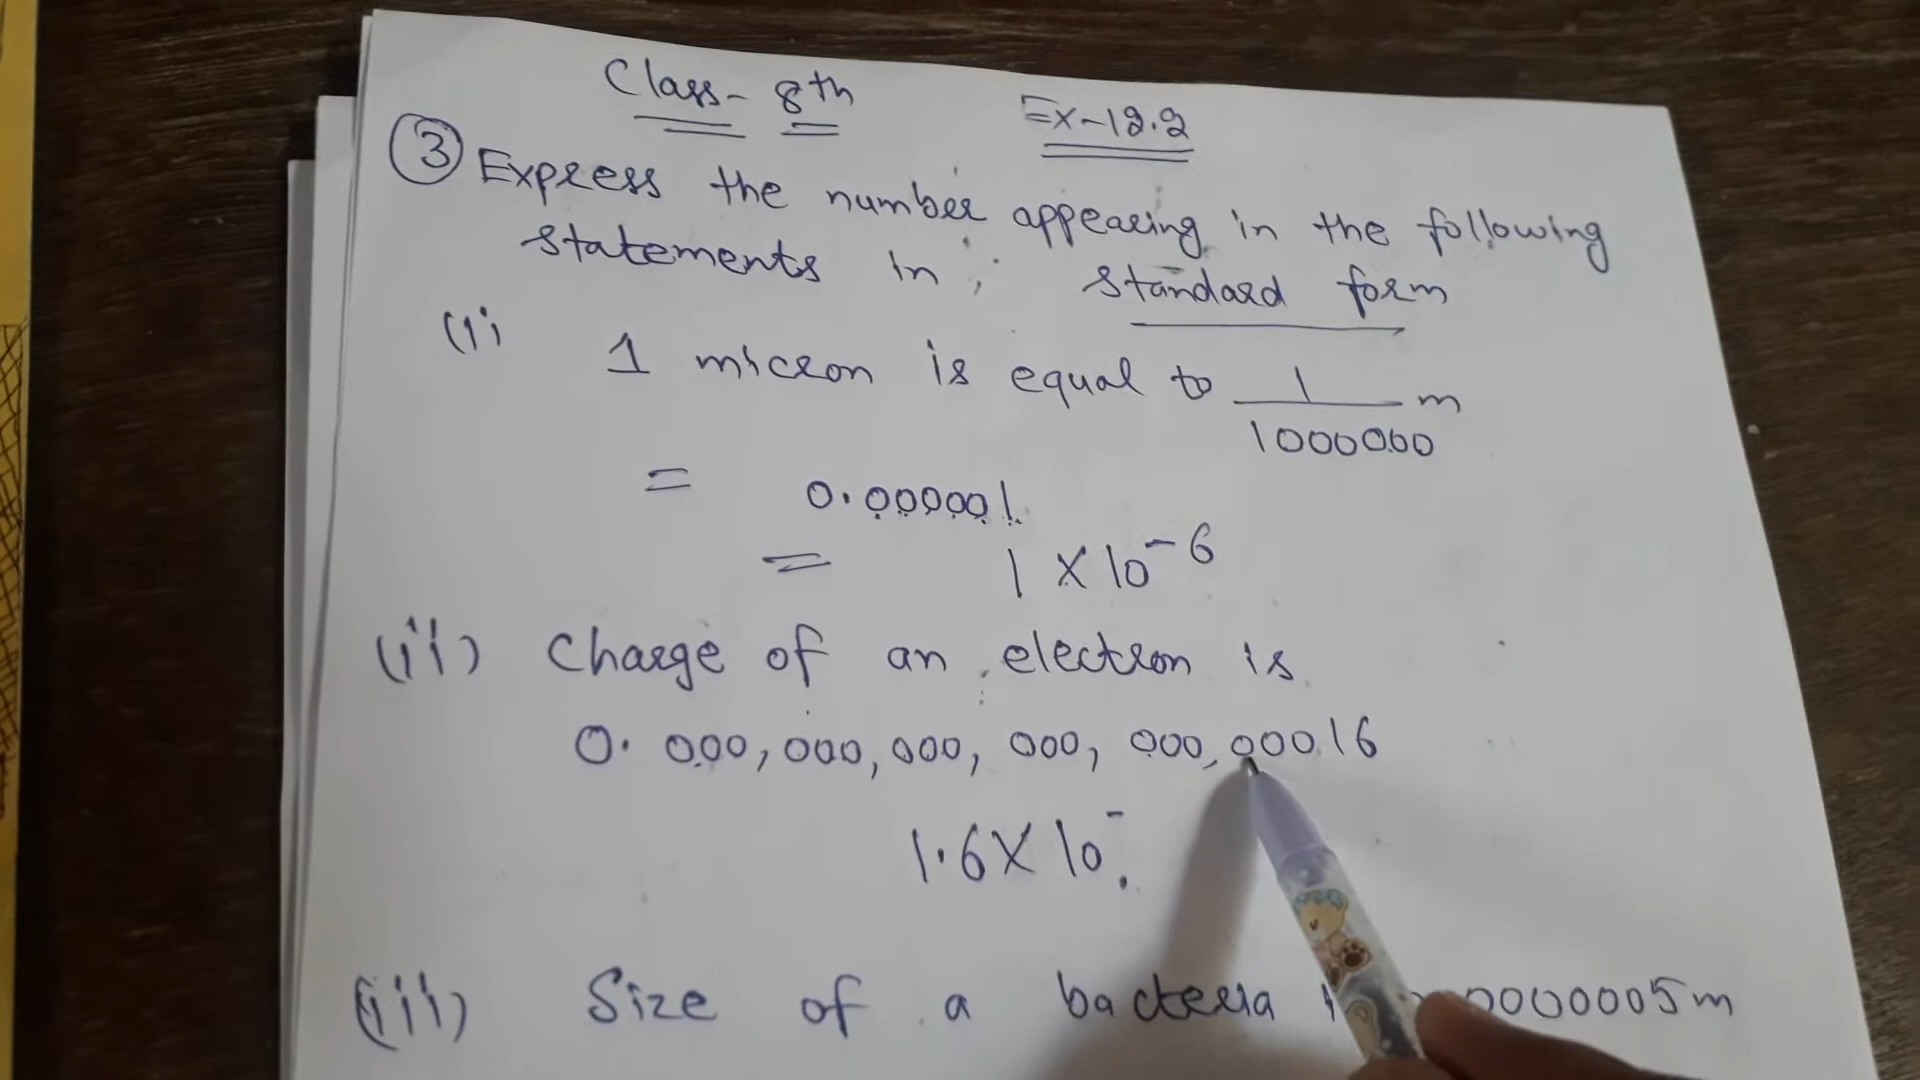 Class - 8th Ex-12.2
③ Express the number appearing in the following
statements in ; standard form
(i) 1 micron is equal to 1/1000000 m
= 0.000001
= 1 × 10⁻⁶
(ii) Charge of an electron is
0.000,000,000,000,000,00016
1.6 × 10⁻
(iii) Size of a bacteria 0000005m